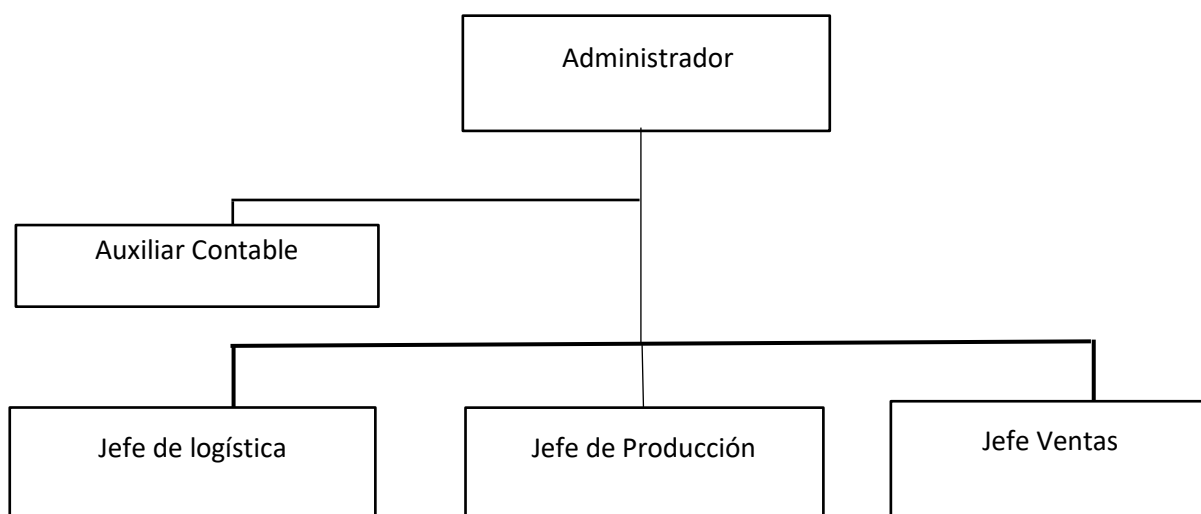 Administrador
Auxiliar Contable
Jefe de logística
Jefe de Producción
Jefe Ventas